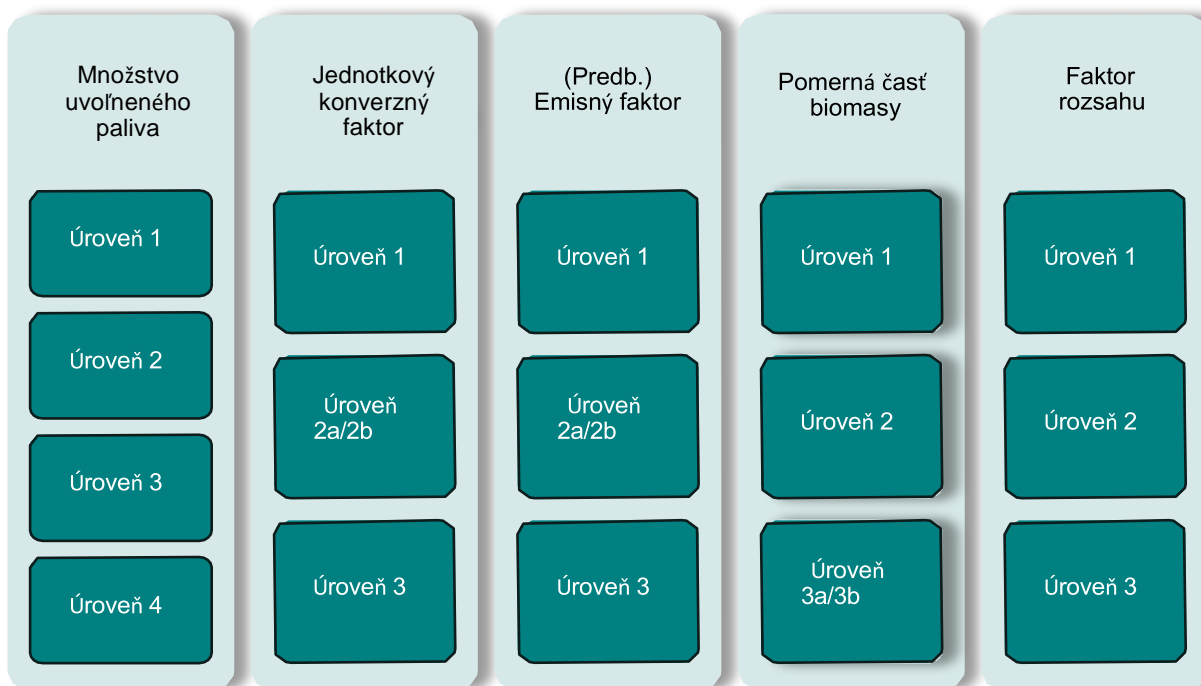 Množstvo
uvoľneného
paliva
Úroveň 1
Úroveň 2
Úroveň 3
Úroveň 4
Jednotkový
konverzný
faktor
Úroveň 1
Úroveň
2a/2b
Úroveň 3
(Predb.)
Emisný faktor
Úroveň 1
Úroveň
2a/2b
Úroveň 3
Pomerná časť
biomasy
Úroveň 1
Úroveň 2
Úroveň
3a/3b
Faktor
rozsahu
Úroveň 1
Úroveň 2
Úroveň 3